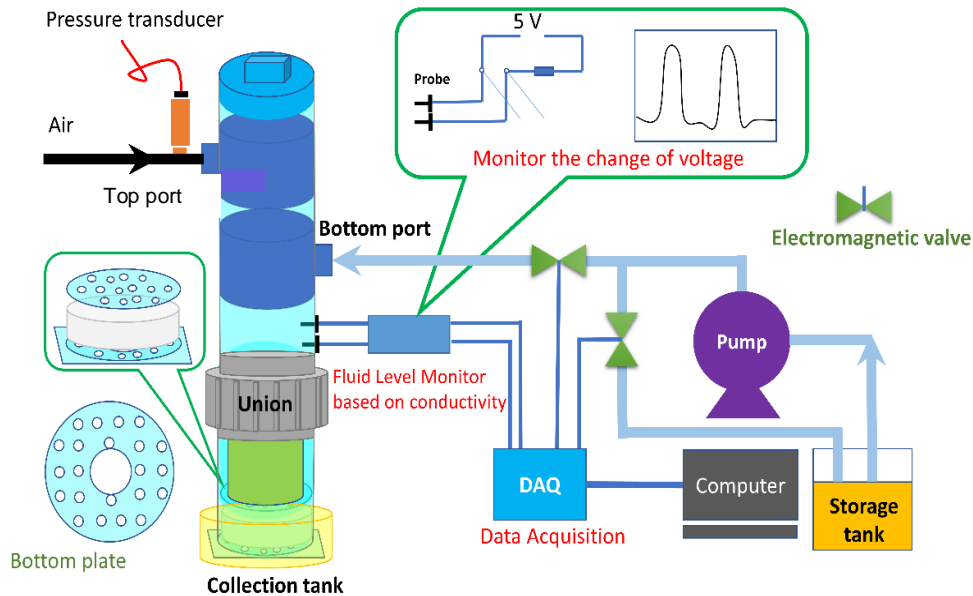 Pressure transducer
5 V
Probe
Air
Monitor the change of voltage
Top port
Bottom port
Electromagnetic valve
Pump
Fluid Level Monitor
based on conductivity
Union
DAQ
Computer
Storage
tank
Data Acquisition
Bottom plate
Collection tank